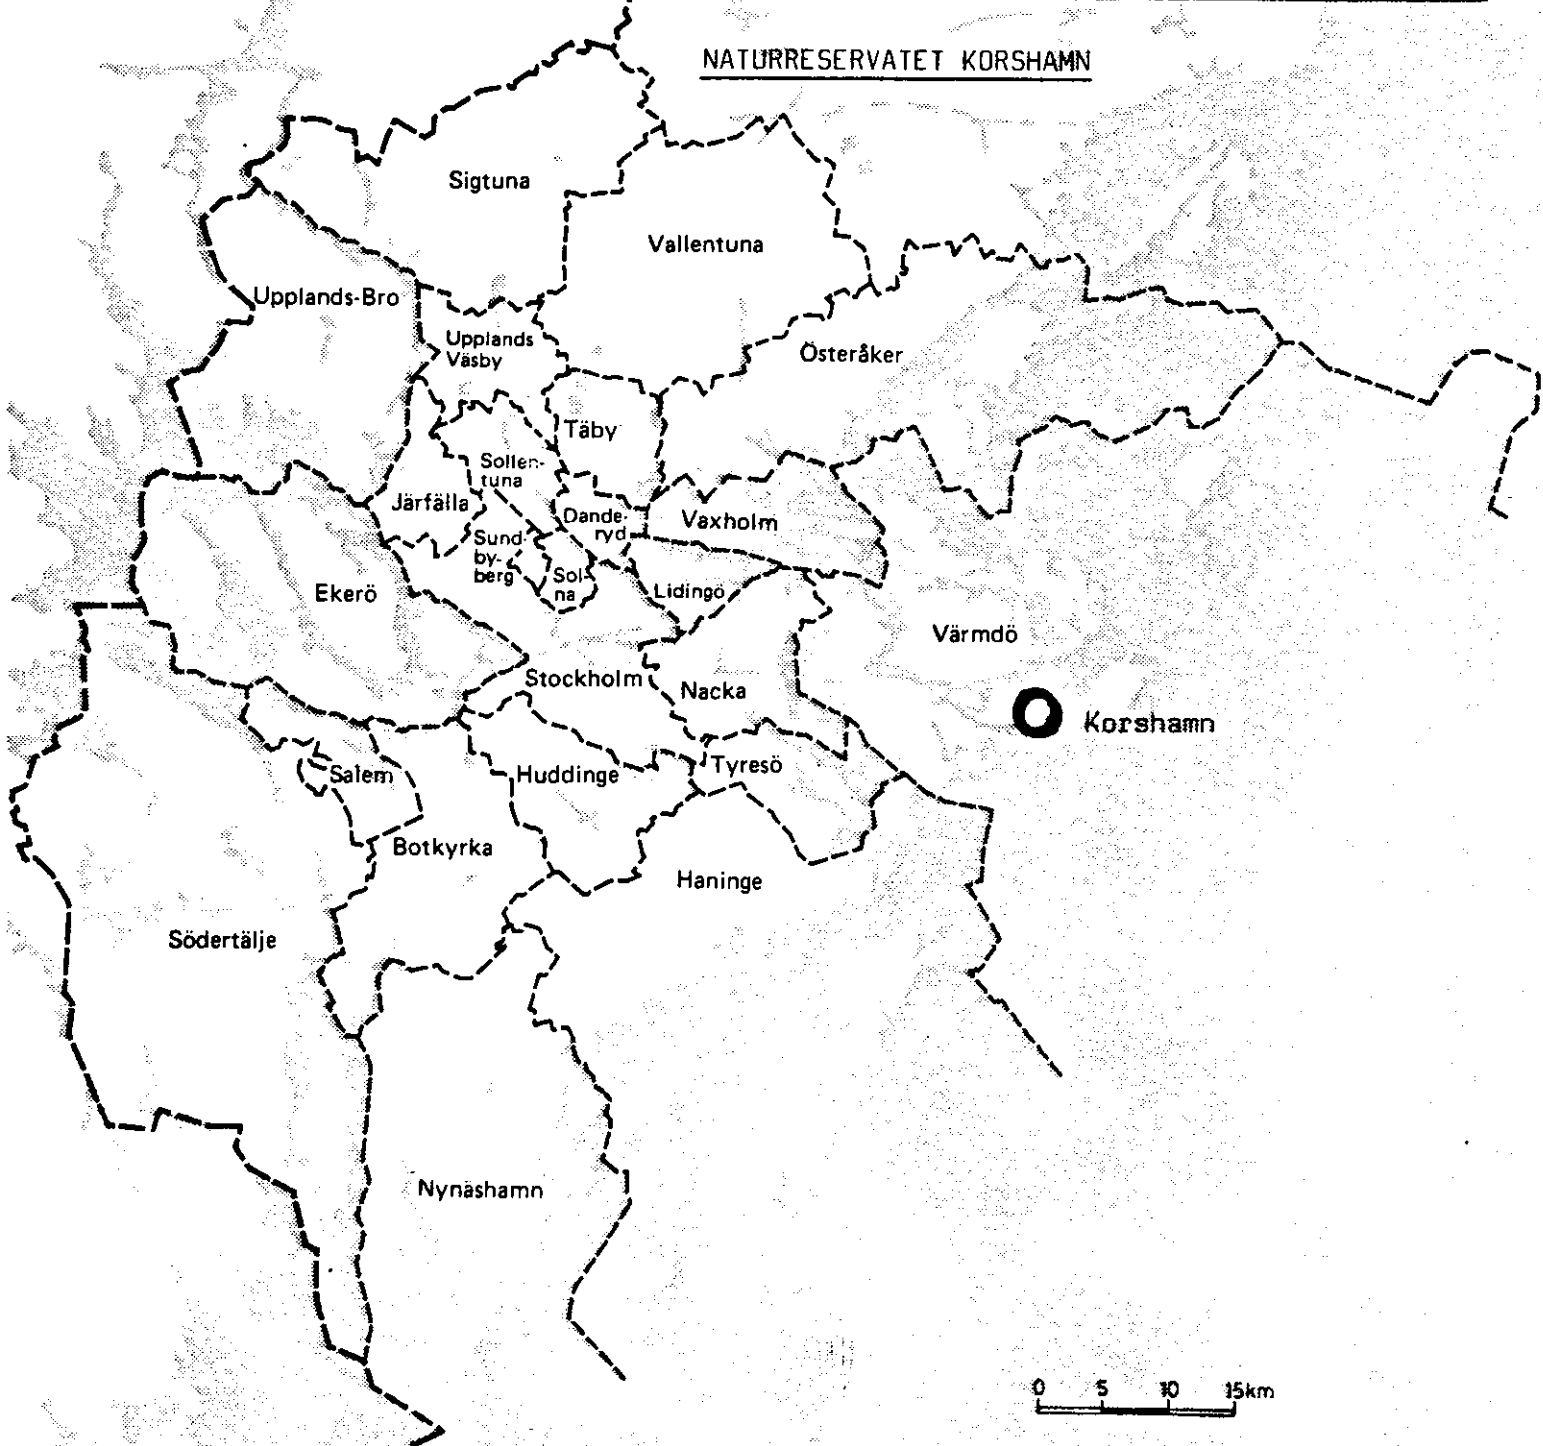 NATURRESERVATET KORSHAMN
Sigtuna
Vallentuna
Upplands-Bro
Upplands
Väsby
Österåker
Täby
Sollen-
tuna
Järfälla
Dande-
ryd
Vaxholm
Sund-
by-
berg
Sol-
na
Ekerö
Lidingö
Värmdö
Stockholm
Nacka
Korshamn
Salem
Huddinge
Tyresö
Botkyrka
Haninge
Södertälje
Nynäshamn
0 5 10 15km